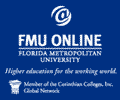 @
FMU ONLINE
FLORIDA METROPOLITAN
UNIVERSITY
Higher education for the working world.
Member of the Corinthian Colleges, Inc.
Global Network